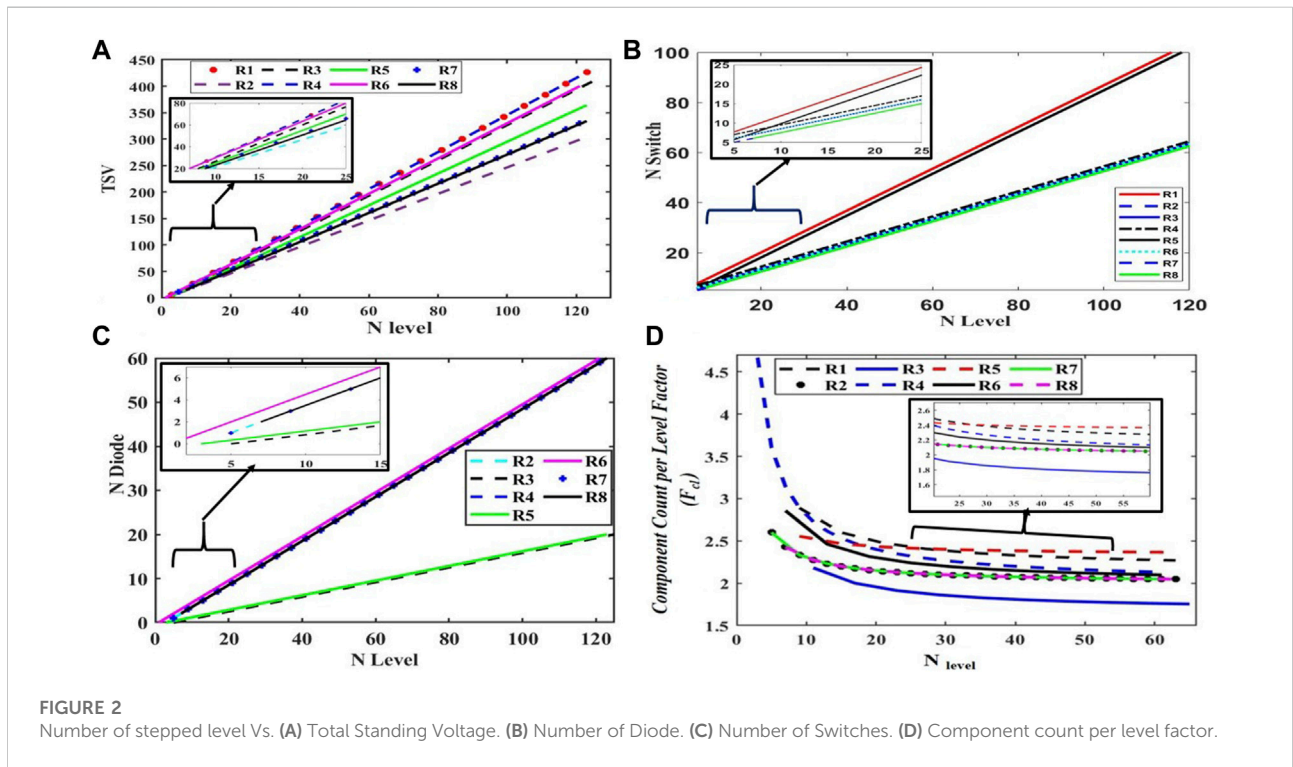 A
450
400
350
300
250
200
150
100
50
0
TSV
R1 R3 R5 R7
R2 R4 R6 R8
80
60
40
20
10 15 20 25
0 20 40 60 80 100 120
N level
B
100
80
60
40
20
N Switch
25
20
15
10
5
5 10 15 20 25
R1
R2
R3
R4
R5
R6
R7
R8
20 40 60 80 100 120
N Level
C
60
50
40
30
20
10
0
N Diode
6
4
2
0
5 10 15
R2 R6
R3 R7
R4 R8
R5
0 20 40 60 80 100 120
N Level
D
4.5
4
3.5
3
2.5
2
1.5
Component Count per Level Factor
(Fcl)
R1 R3 R5 R7
R2 R4 R6 R8
2.6
2.4
2.2
2
1.8
1.6
25 30 35 40 45 50 55
0 10 20 30 40 50 60
N level
FIGURE 2
Number of stepped level Vs. (A) Total Standing Voltage. (B) Number of Diode. (C) Number of Switches. (D) Component count per level factor.